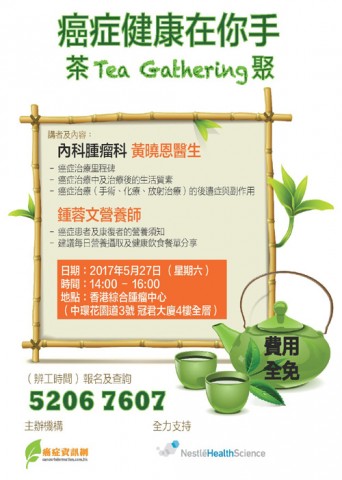 癌症健康在你手
茶 Tea Gathering 聚
講者及內容：
內科腫瘤科 黃曉恩醫生
- 癌症治療里程碑
- 癌症治療中及治療後的生活質素
- 癌症治療（手術、化療、放射治療）的後遺症與副作用
鍾蓉文營養師
- 癌症患者及康復者的營養須知
- 建議每日營養攝取及健康飲食餐單分享
日期：2017年5月27日（星期六）
時間：14:00 - 16:00
地點：香港綜合腫瘤中心
（中環花園道3號 冠君大廈4樓全層）
費用
全免
（辨工時間）報名及查詢
5206 7607
主辦機構
全力支持
癌症資訊網
NestléHealthScience